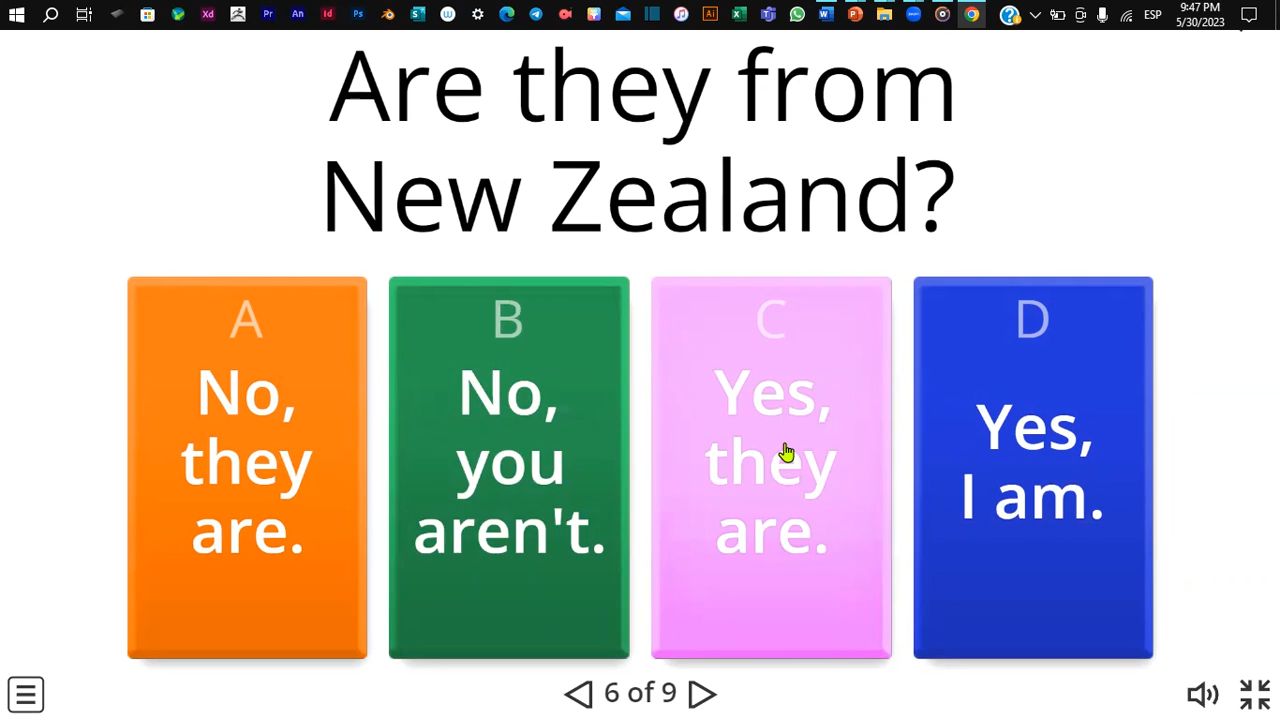 9:47 PM
ESP
5/30/2023
Are they from
New Zealand?
A
No,
they
are.
B
No,
you
aren't.
C
Yes,
they
are.
D
Yes,
I am.
6 of 9